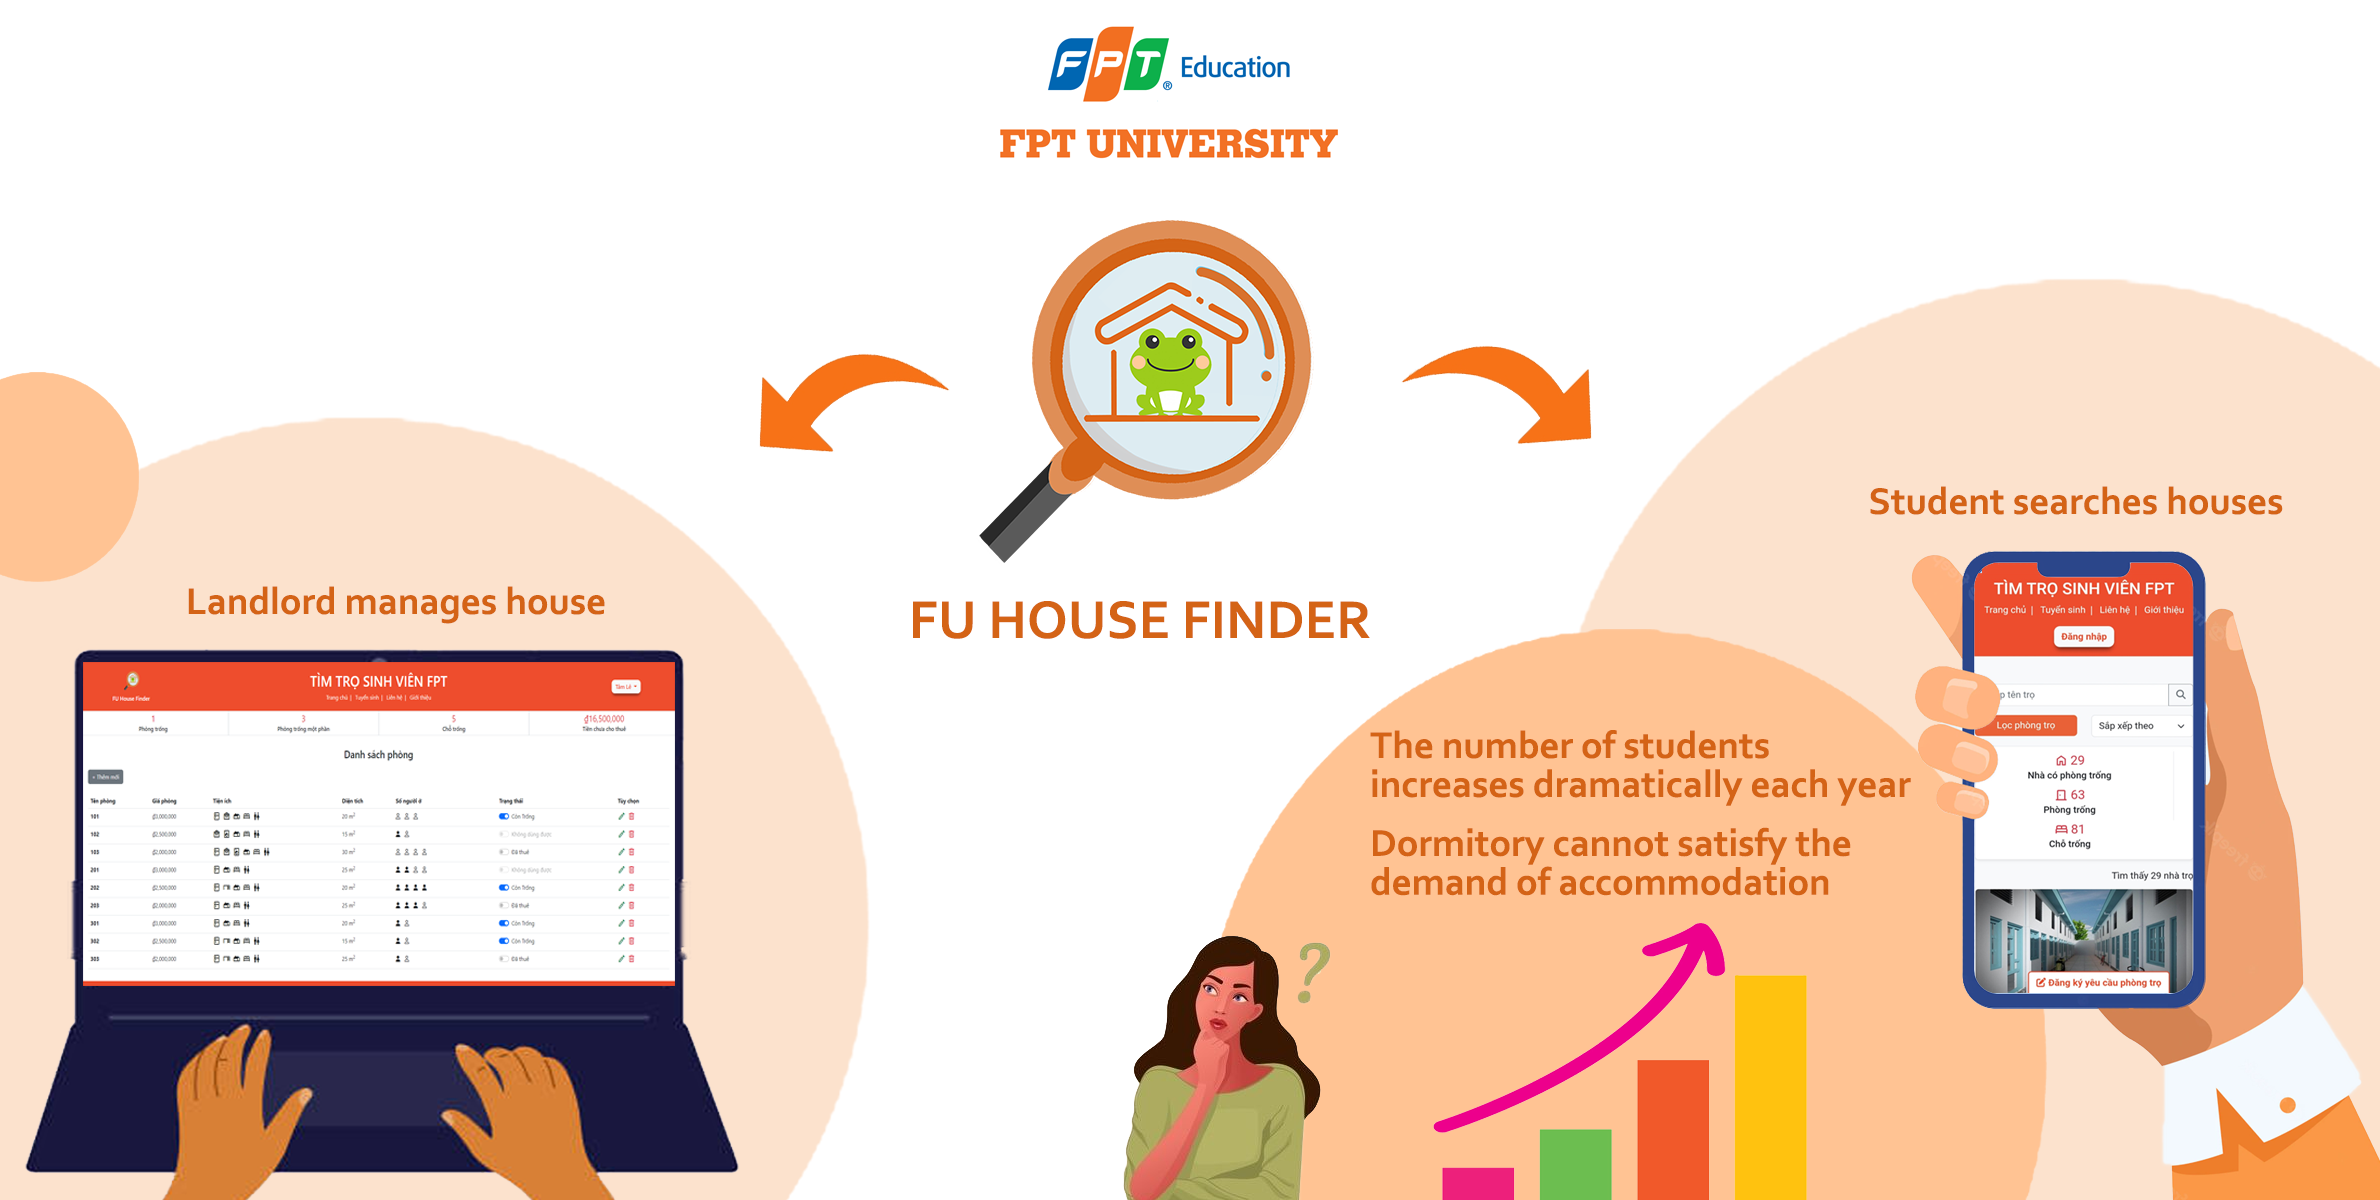 FPT Education
FPT UNIVERSITY
FU HOUSE FINDER
Landlord manages house
FU House Finder
TÌM TRỌ SINH VIÊN FPT
Trang chủ | Tuyển sinh | Liên hệ | Giới thiệu
Tâm Lê
1 3 5 ₫16,500,000
Phòng trống Phòng trống một phần Chỗ trống Tiền chưa cho thuê
Danh sách phòng
+ Thêm mới
Tên phòng Giá phòng Tiện ích Diện tích Số người ở Trạng thái Tùy chọn
101 ₫3,000,000 20 m² Còn Trống
102 ₫2,500,000 15 m² Không dùng được
103 ₫2,000,000 30 m² Đã thuê
201 ₫3,000,000 25 m² Không dùng được
202 ₫2,500,000 20 m² Còn Trống
203 ₫2,000,000 25 m² Đã thuê
301 ₫3,000,000 20 m² Còn Trống
302 ₫2,500,000 15 m² Còn Trống
303 ₫2,000,000 25 m² Đã thuê
Student searches houses
TÌM TRỌ SINH VIÊN FPT
Trang chủ | Tuyển sinh | Liên hệ | Giới thiệu
Đăng nhập
tên trọ
Lọc phòng trọ Sắp xếp theo
29
Nhà có phòng trống
63
Phòng trống
81
Chỗ trống
Tìm thấy 29 nhà trọ
Đăng ký yêu cầu phòng trọ
The number of students
increases dramatically each year
Dormitory cannot satisfy the
demand of accommodation
?